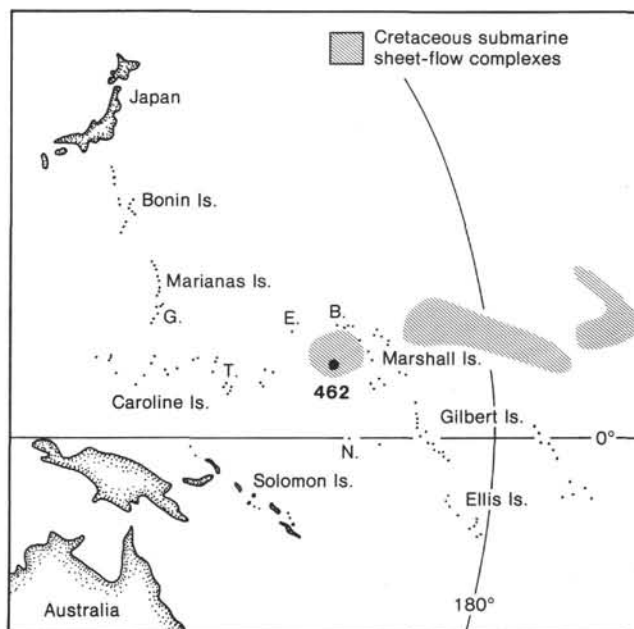 Cretaceous submarine
sheet-flow complexes
Japan
Bonin Is.
Marianas Is.
G.
E.
B.
T.
Marshall Is.
Caroline Is.
462
Gilbert Is.
0°
N.
Solomon Is.
Ellis Is.
180°
Australia